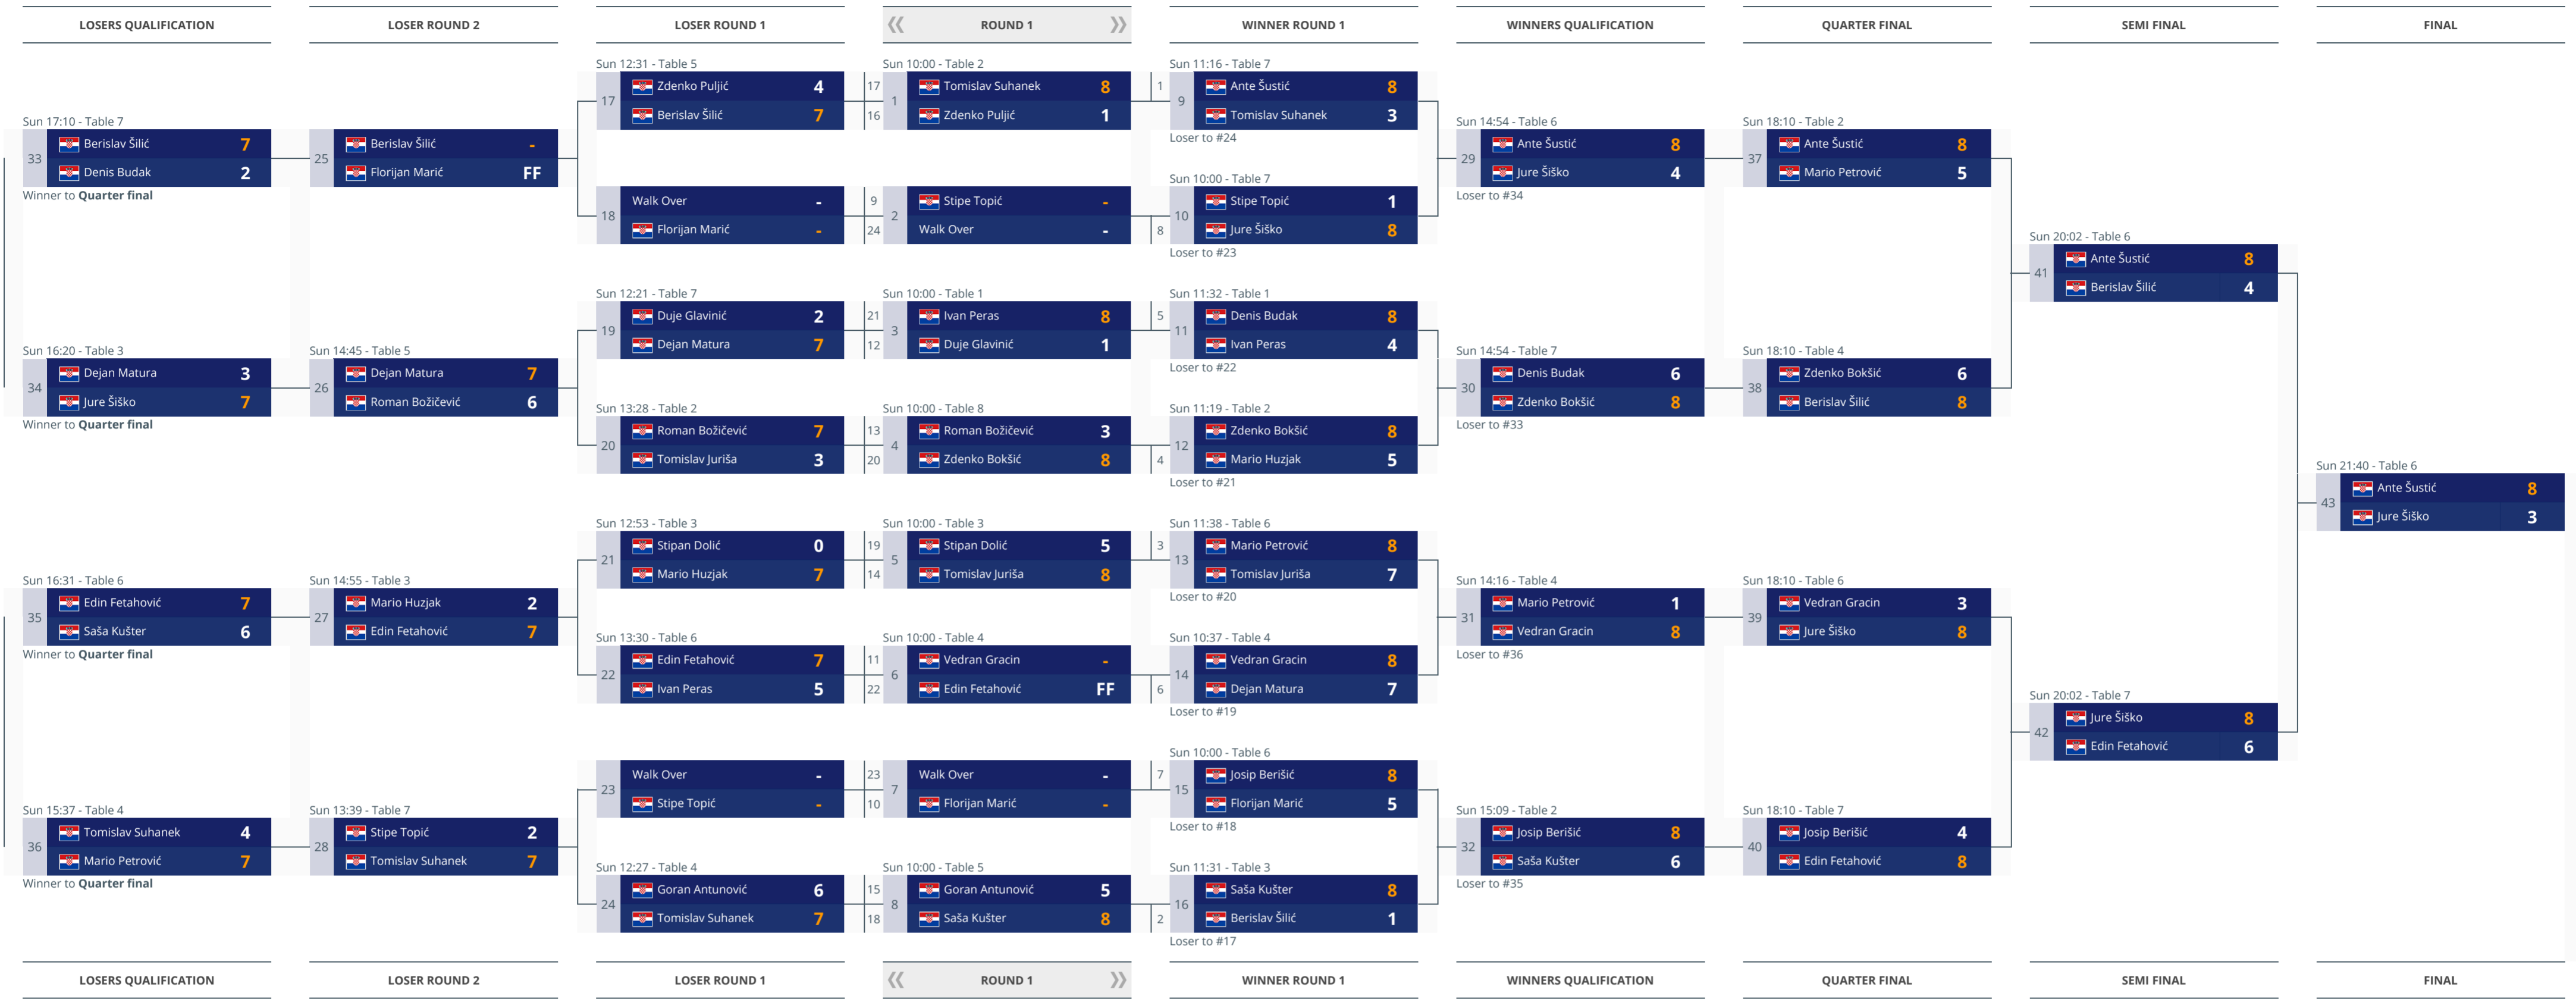 LOSERS QUALIFICATION
LOSER ROUND 2
LOSER ROUND 1
« ROUND 1 »
WINNER ROUND 1
WINNERS QUALIFICATION
QUARTER FINAL
SEMI FINAL
FINAL
Sun 17:10 - Table 7
33
Berislav Šilić 7
Denis Budak 2
Winner to Quarter final
Sun 16:20 - Table 3
34
Dejan Matura 3
Jure Šiško 7
Winner to Quarter final
Sun 16:31 - Table 6
35
Edin Fetahović 7
Saša Kušter 6
Winner to Quarter final
Sun 15:37 - Table 4
36
Tomislav Suhanek 4
Mario Petrović 7
Winner to Quarter final
25
Berislav Šilić -
Florijan Marić FF
Sun 14:45 - Table 5
26
Dejan Matura 7
Roman Božičević 6
Sun 14:55 - Table 3
27
Mario Huzjak 2
Edin Fetahović 7
Sun 13:39 - Table 7
28
Stipe Topić 2
Tomislav Suhanek 7
Sun 12:31 - Table 5
17
Zdenko Puljić 4
Berislav Šilić 7
18
Walk Over -
Florijan Marić -
Sun 12:21 - Table 7
19
Duje Glavinić 2
Dejan Matura 7
Sun 13:28 - Table 2
20
Roman Božičević 7
Tomislav Juriša 3
Sun 12:53 - Table 3
21
Stipan Dolić 0
Mario Huzjak 7
Sun 13:30 - Table 6
22
Edin Fetahović 7
Ivan Peras 5
23
Walk Over -
Stipe Topić -
Sun 12:27 - Table 4
24
Goran Antunović 6
Tomislav Suhanek 7
Sun 10:00 - Table 2
17
16
1
Tomislav Suhanek 8
Zdenko Puljić 1
9
24
2
Stipe Topić -
Walk Over -
Sun 10:00 - Table 1
21
12
3
Ivan Peras 8
Duje Glavinić 1
Sun 10:00 - Table 8
13
20
4
Roman Božičević 3
Zdenko Bokšić 8
Sun 10:00 - Table 3
19
14
5
Stipan Dolić 5
Tomislav Juriša 8
Sun 10:00 - Table 4
11
22
6
Vedran Gracin -
Edin Fetahović FF
23
10
7
Walk Over -
Florijan Marić -
Sun 10:00 - Table 5
15
18
8
Goran Antunović 5
Saša Kušter 8
Sun 11:16 - Table 7
1
9
Ante Šustić 8
Tomislav Suhanek 3
Loser to #24
Sun 10:00 - Table 7
8
10
Stipe Topić 1
Jure Šiško 8
Loser to #23
Sun 11:32 - Table 1
5
11
Denis Budak 8
Ivan Peras 4
Loser to #22
Sun 11:19 - Table 2
4
12
Zdenko Bokšić 8
Mario Huzjak 5
Loser to #21
Sun 11:38 - Table 6
3
13
Mario Petrović 8
Tomislav Juriša 7
Loser to #20
Sun 10:37 - Table 4
6
14
Vedran Gracin 8
Dejan Matura 7
Loser to #19
Sun 10:00 - Table 6
7
15
Josip Berišić 8
Florijan Marić 5
Loser to #18
Sun 11:31 - Table 3
2
16
Saša Kušter 8
Berislav Šilić 1
Loser to #17
Sun 14:54 - Table 6
29
Ante Šustić 8
Jure Šiško 4
Loser to #34
Sun 14:54 - Table 7
30
Denis Budak 6
Zdenko Bokšić 8
Loser to #33
Sun 14:16 - Table 4
31
Mario Petrović 1
Vedran Gracin 8
Loser to #36
Sun 15:09 - Table 2
32
Josip Berišić 8
Saša Kušter 6
Loser to #35
Sun 18:10 - Table 2
37
Ante Šustić 8
Mario Petrović 5
Sun 18:10 - Table 4
38
Zdenko Bokšić 6
Berislav Šilić 8
Sun 18:10 - Table 6
39
Vedran Gracin 3
Jure Šiško 8
Sun 18:10 - Table 7
40
Josip Berišić 4
Edin Fetahović 8
Sun 20:02 - Table 6
41
Ante Šustić 8
Berislav Šilić 4
Sun 20:02 - Table 7
42
Jure Šiško 8
Edin Fetahović 6
Sun 21:40 - Table 6
43
Ante Šustić 8
Jure Šiško 3
LOSERS QUALIFICATION
LOSER ROUND 2
LOSER ROUND 1
« ROUND 1 »
WINNER ROUND 1
WINNERS QUALIFICATION
QUARTER FINAL
SEMI FINAL
FINAL